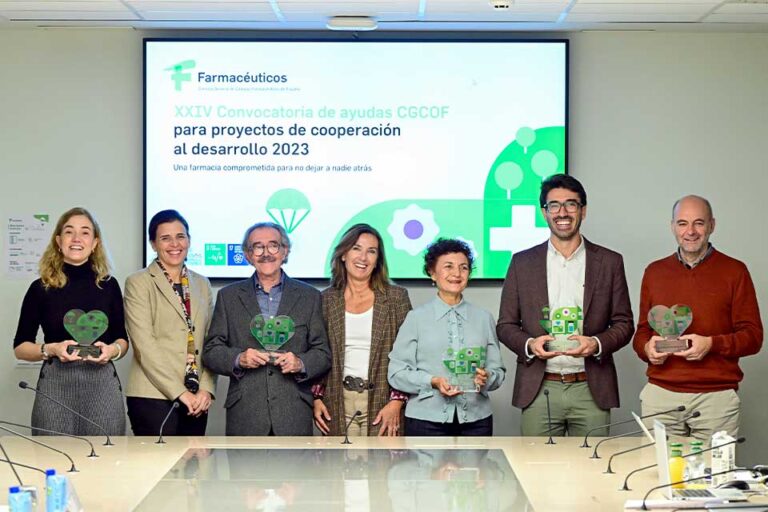 Farmacéuticos
XXIV Convocatoria de ayudas CGCOF
para proyectos de cooperación
al desarrollo 2023
Una farmacia comprometida para no dejar a nadie atrás